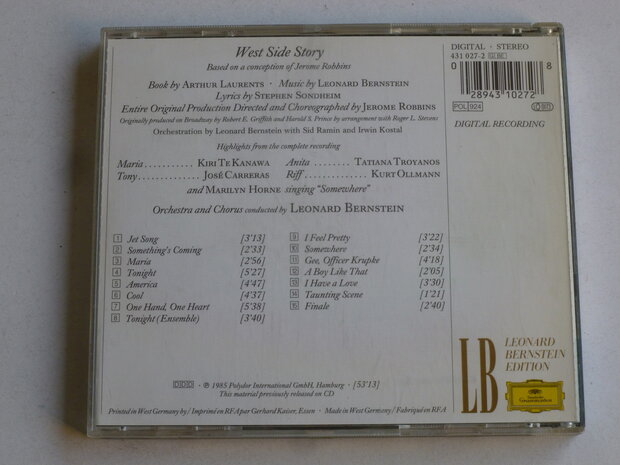 West Side Story
Based on a conception of Jerome Robbins
Book by ARTHUR LAURENTS · Music by LEONARD BERNSTEIN
Lyrics by STEPHEN SONDHEIM
Entire Original Production Directed and Choreographed by JEROME ROBBINS
Originally produced on Broadway by Robert E. Griffith and Harold S. Prince by arrangement with Roger L. Stevens
Orchestration by Leonard Bernstein with Sid Ramin and Irwin Kostal
Highlights from the complete recording
Maria .......... KIRI TE KANAWA Anita ........ TATIANA TROYANOS
Tony ............. JOSÉ CARRERAS Riff .............. KURT OLLMANN
and MARILYN HORNE singing "Somewhere"
Orchestra and Chorus conducted by LEONARD BERNSTEIN
1 Jet Song [3'13]
2 Something's Coming [2'33]
3 Maria [2'56]
4 Tonight [5'27]
5 America [4'47]
6 Cool [4'37]
7 One Hand, One Heart [5'38]
8 Tonight (Ensemble) [3'40]
9 I Feel Pretty [3'22]
10 Somewhere [2'34]
11 Gee, Officer Krupke [4'18]
12 A Boy Like That [2'05]
13 I Have a Love [3'30]
14 Taunting Scene [1'21]
15 Finale [2'40]
DDD · ℗ 1985 Polydor International GmbH, Hamburg · [53'13]
This material previously released on CD
Printed in West Germany by / Imprimé en RFA par Gerhard Kaiser, Essen · Made in West Germany / Fabriqué en RFA
DIGITAL · STEREO
431 027-2 GH
0 28943 10272 8
POL 924
DIGITAL RECORDING
LB
LEONARD
BERNSTEIN
EDITION
Deutsche
Grammophon